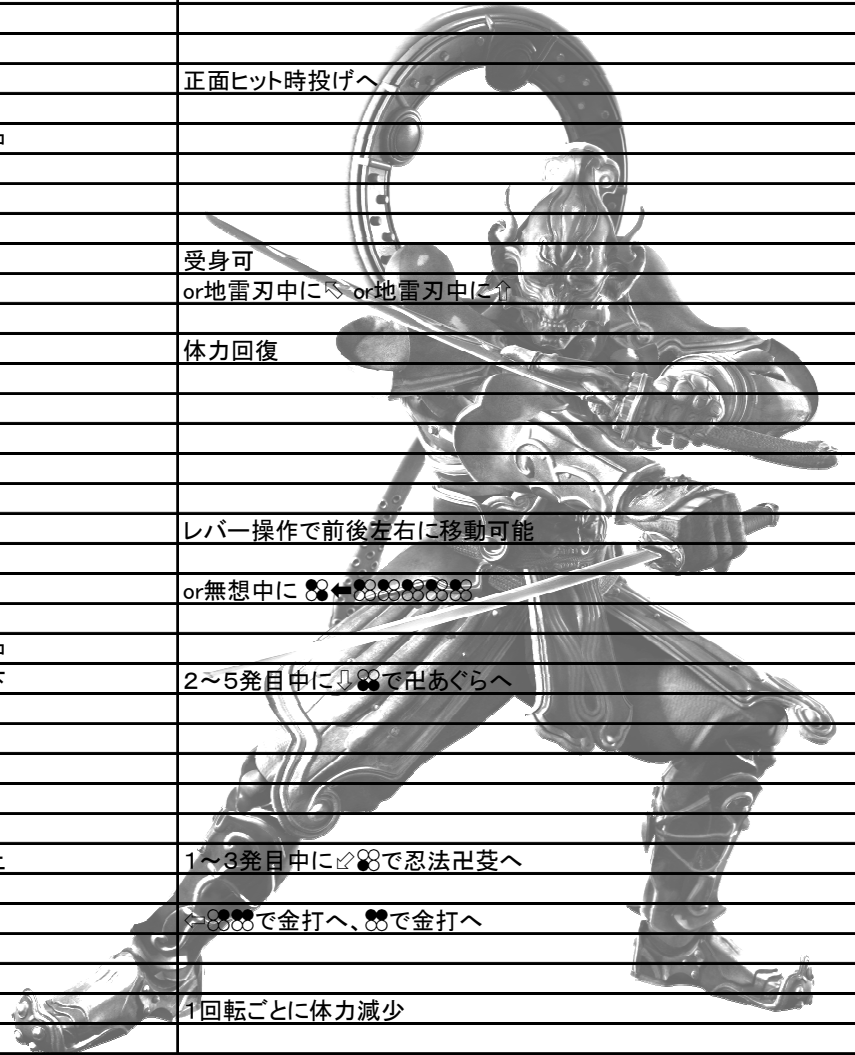 正面ヒット時投げへ
受身可
or地雷刃中に⇖ or地雷刃中に⇧
体力回復
レバー操作で前後左右に移動可能
or無想中に ⬅
２～５発目中に⇩で卍あぐらへ
１～３発目中に⬃で忍法卍茭へ
⇦で金打へ、で金打へ
１回転ごとに体力減少